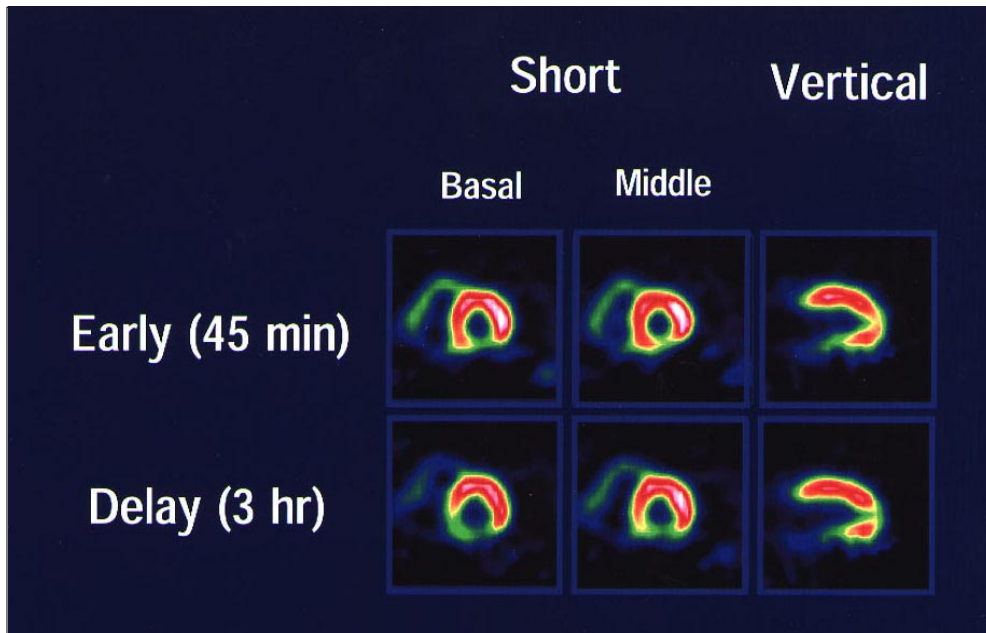 Short Vertical
Basal Middle
Early (45 min)
Delay (3 hr)